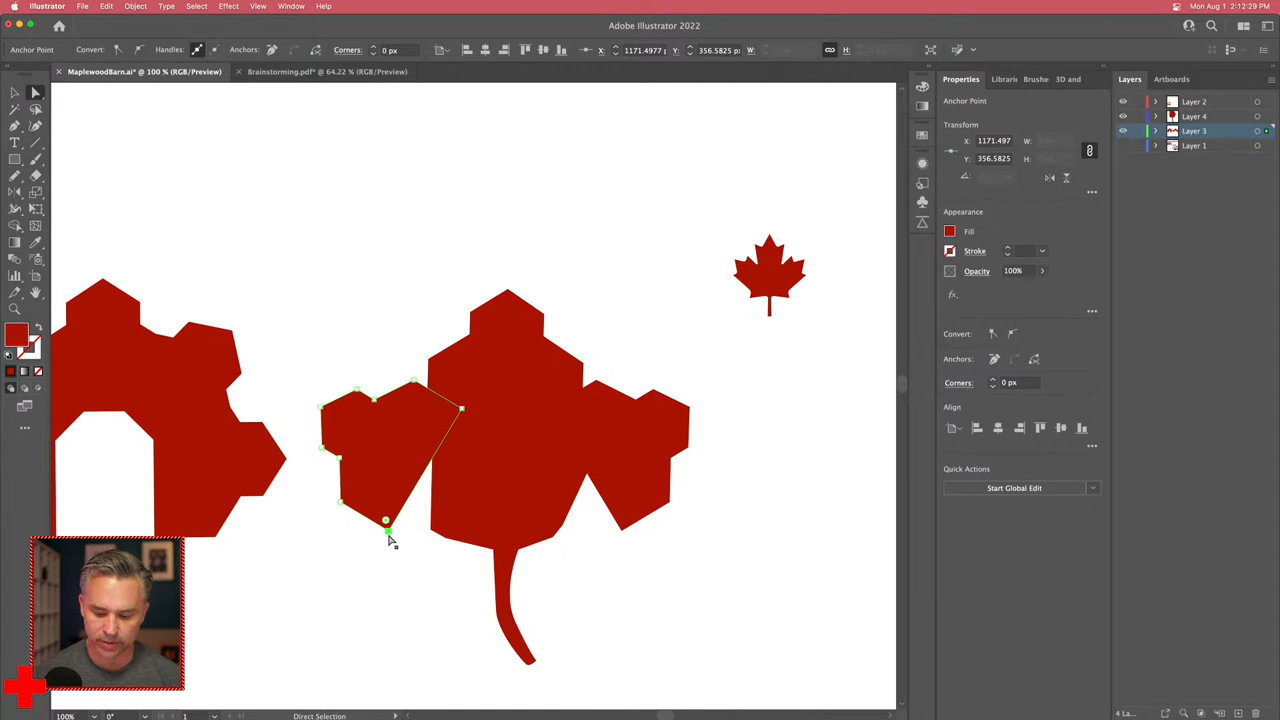 Illustrator File Edit Object Type Select Effect View Window Help Mon Aug 1 2:12:29 PM
Adobe Illustrator 2022
Anchor Point Convert: Handles: Anchors: Corners: 0 px X: 1171.4977 p Y: 356.5825 p W: H:
MaplewoodBarn.ai* @ 100 % (RGB/Preview) Brainstorming.pdf* @ 64.22 % (RGB/Preview)
Properties Librari Brushe 3D and Layers Artboards
Anchor Point
Layer 2
Transform
Layer 4
Layer 3
X: 1171.497 W:
Layer 1
Y: 356.5825 H:
Appearance
Fill
Stroke
Opacity 100%
fx.
Convert:
Anchors:
Corners: 0 px
Align
Quick Actions
Start Global Edit
100% 0° 1 Direct Selection 4 La...